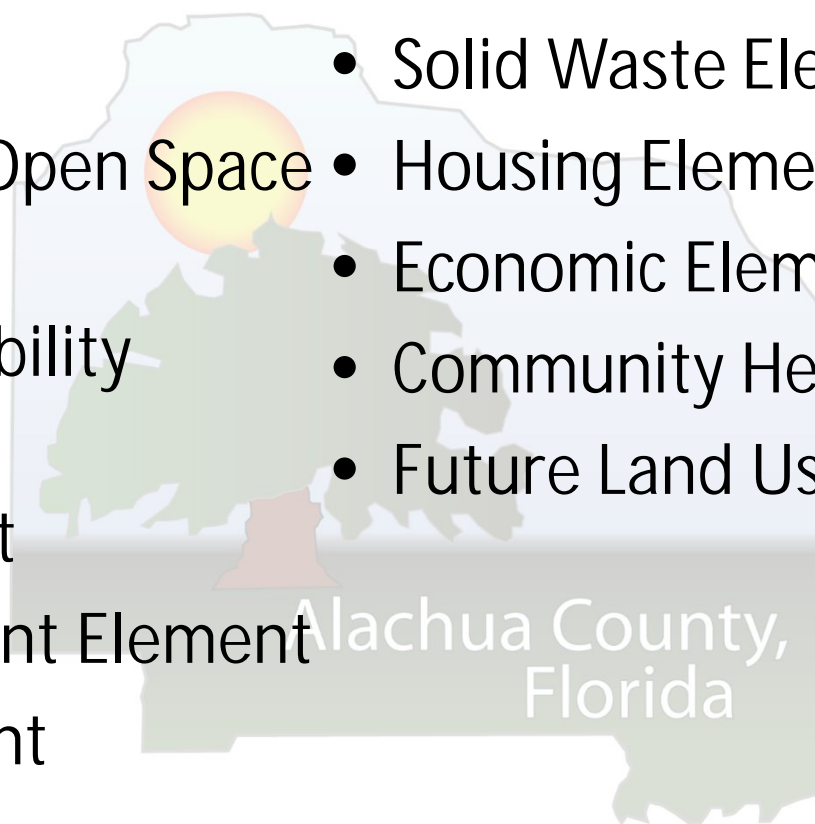 Open Space
bility
t
nt Element
nt
• Solid Waste Ele
• Housing Eleme
• Economic Elem
• Community He
• Future Land Us
Alachua County,
Florida